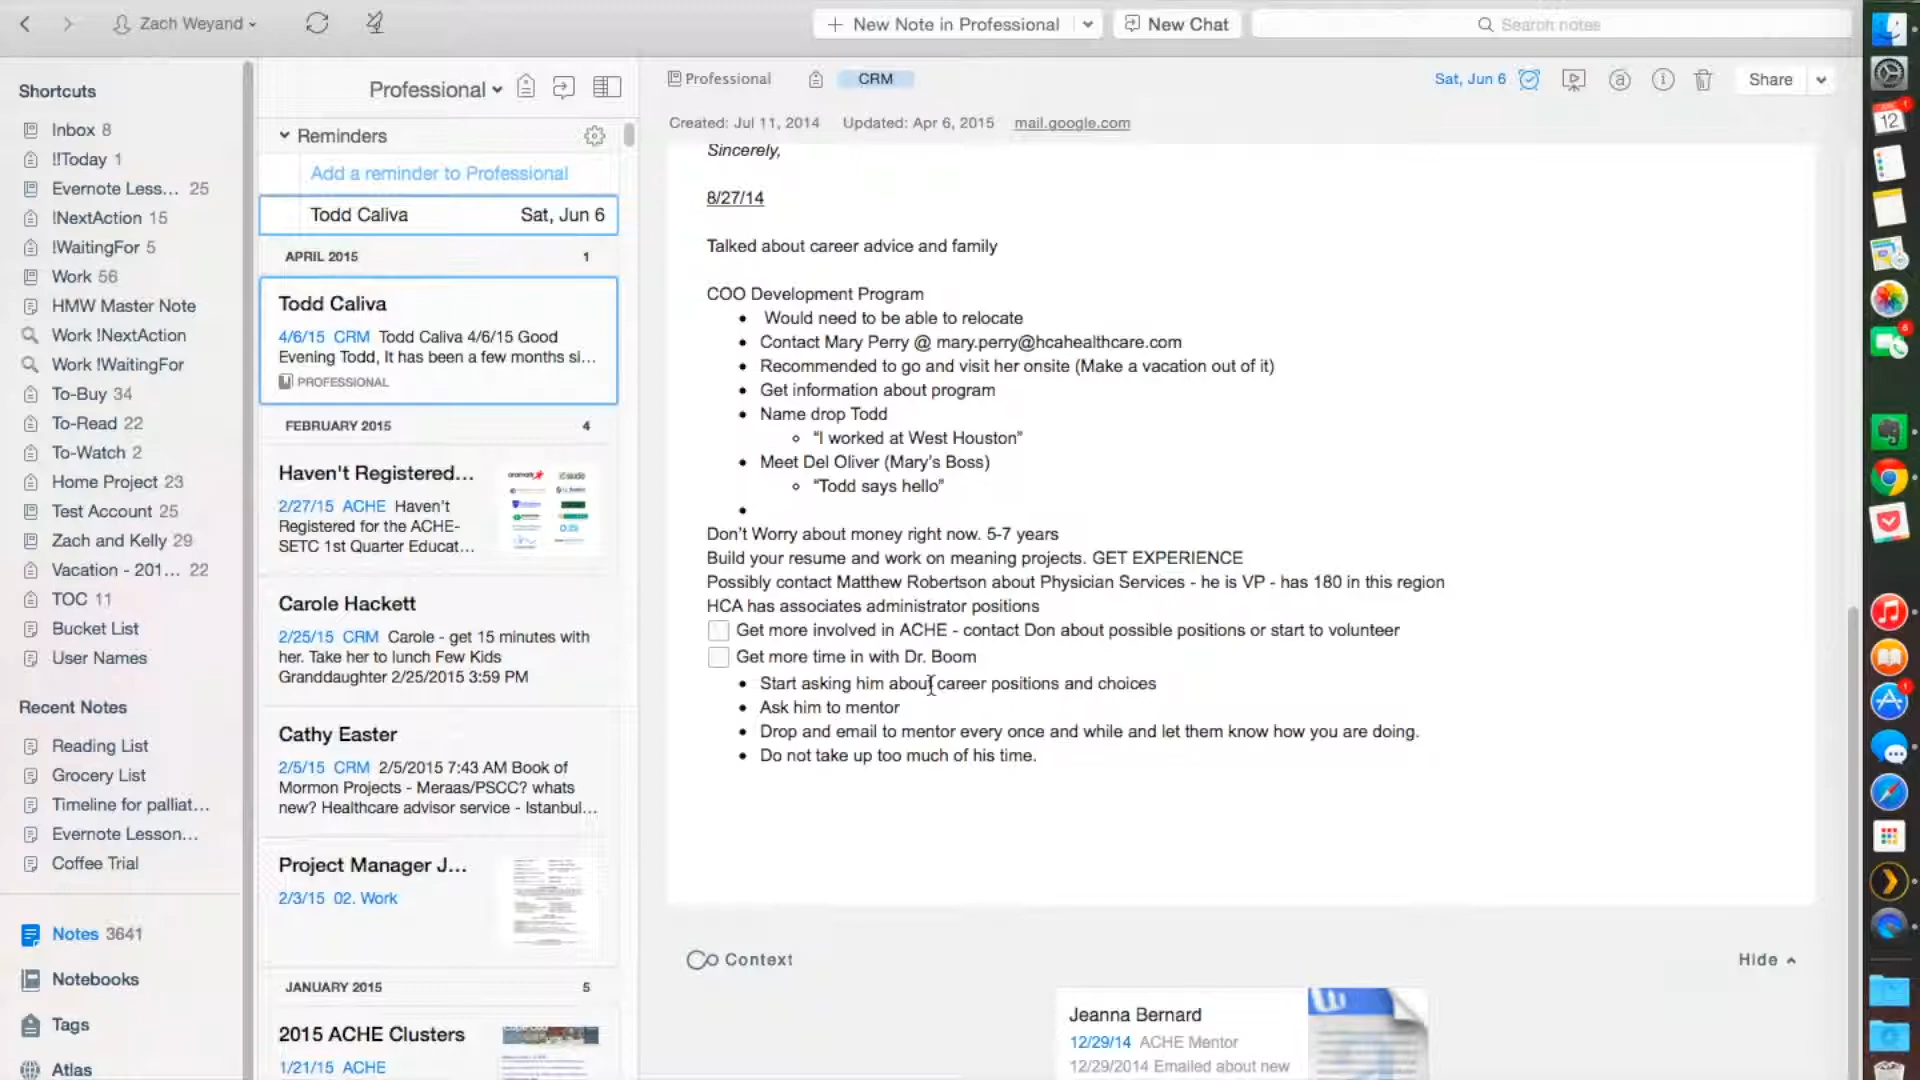 Zach Weyand
New Note in Professional
New Chat
Search notes
Shortcuts
Inbox 8
!!Today 1
Evernote Less... 25
!NextAction 15
!WaitingFor 5
Work 56
HMW Master Note
Work !NextAction
Work !WaitingFor
To-Buy 34
To-Read 22
To-Watch 2
Home Project 23
Test Account 25
Zach and Kelly 29
Vacation - 201... 22
TOC 11
Bucket List
User Names
Recent Notes
Reading List
Grocery List
Timeline for palliat...
Evernote Lesson...
Coffee Trial
Notes 3641
Notebooks
Tags
Atlas
Professional
Reminders
Add a reminder to Professional
Todd Caliva Sat, Jun 6
APRIL 2015 1
Todd Caliva
4/6/15 CRM Todd Caliva 4/6/15 Good
Evening Todd, It has been a few months si...
PROFESSIONAL
FEBRUARY 2015 4
Haven't Registered...
2/27/15 ACHE Haven't
Registered for the ACHE-
SETC 1st Quarter Educat...
Carole Hackett
2/25/15 CRM Carole - get 15 minutes with
her. Take her to lunch Few Kids
Granddaughter 2/25/2015 3:59 PM
Cathy Easter
2/5/15 CRM 2/5/2015 7:43 AM Book of
Mormon Projects - Meraas/PSCC? whats
new? Healthcare advisor service - Istanbul...
Project Manager J...
2/3/15 02. Work
JANUARY 2015 5
2015 ACHE Clusters
1/21/15 ACHE
Professional
CRM
Sat, Jun 6
Share
Created: Jul 11, 2014 Updated: Apr 6, 2015 mail.google.com
Sincerely,
8/27/14
Talked about career advice and family
COO Development Program
• Would need to be able to relocate
• Contact Mary Perry @ mary.perry@hcahealthcare.com
• Recommended to go and visit her onsite (Make a vacation out of it)
• Get information about program
• Name drop Todd
◦ “I worked at West Houston”
• Meet Del Oliver (Mary’s Boss)
◦ “Todd says hello”
•
Don’t Worry about money right now. 5-7 years
Build your resume and work on meaning projects. GET EXPERIENCE
Possibly contact Matthew Robertson about Physician Services - he is VP - has 180 in this region
HCA has associates administrator positions
Get more involved in ACHE - contact Don about possible positions or start to volunteer
Get more time in with Dr. Boom
• Start asking him about career positions and choices
• Ask him to mentor
• Drop and email to mentor every once and while and let them know how you are doing.
• Do not take up too much of his time.
Context
Hide
Jeanna Bernard
12/29/14 ACHE Mentor
12/29/2014 Emailed about new
W
12
1
6
1